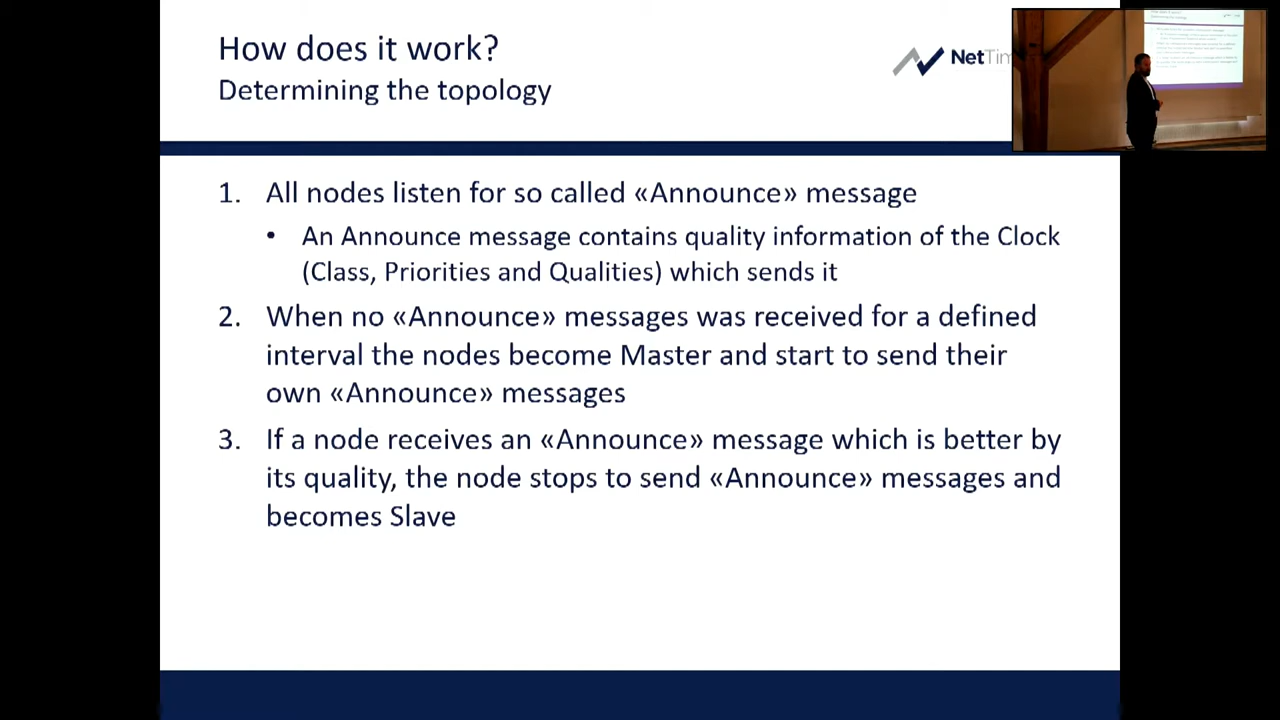 How does it work?
Determining the topology
1. All nodes listen for so called «Announce» message
• An Announce message contains quality information of the Clock
(Class, Priorities and Qualities) which sends it
2. When no «Announce» messages was received for a defined
interval the nodes become Master and start to send their
own «Announce» messages
3. If a node receives an «Announce» message which is better by
its quality, the node stops to send «Announce» messages and
becomes Slave